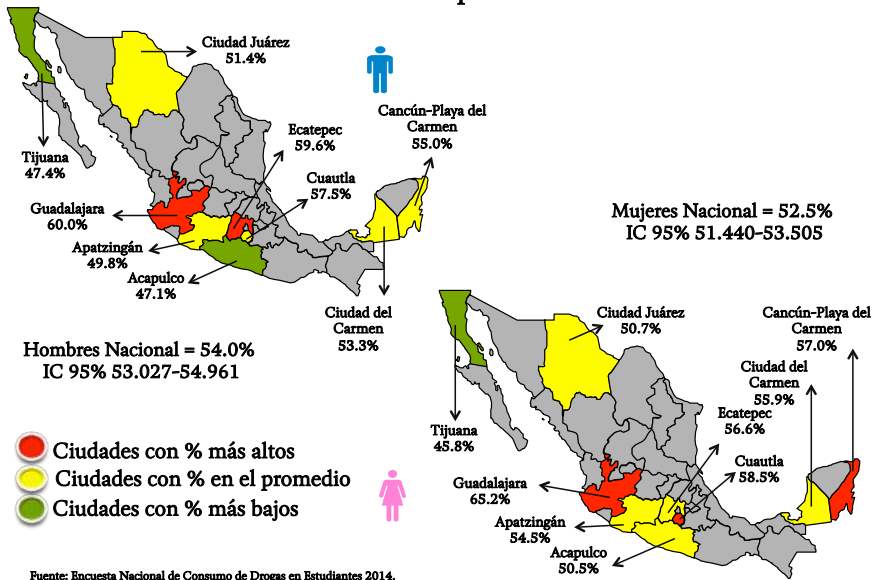 Ciudad Juárez
51.4%
Cancún-Playa del
Carmen
55.0%
Ecatepec
59.6%
Tijuana
47.4%
Cuautla
57.5%
Guadalajara
60.0%
Apatzingán
49.8%
Acapulco
47.1%
Ciudad del
Carmen
53.3%
Hombres Nacional = 54.0%
IC 95% 53.027-54.961
Mujeres Nacional = 52.5%
IC 95% 51.440-53.505
Ciudad Juárez
50.7%
Cancún-Playa del
Carmen
57.0%
Ciudad del
Carmen
55.9%
Ecatepec
56.6%
Tijuana
45.8%
Cuautla
58.5%
Guadalajara
65.2%
Apatzingán
54.5%
Acapulco
50.5%
Ciudades con % más altos
Ciudades con % en el promedio
Ciudades con % más bajos
Fuente: Encuesta Nacional de Consumo de Drogas en Estudiantes 2014.